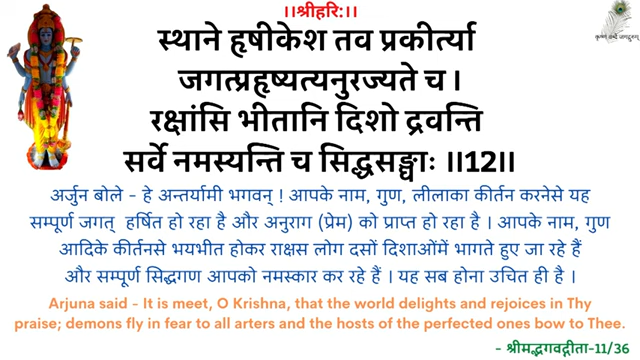 ।।श्रीहरि:।।
कृष्णं वन्दे जगद्गुरुम्
स्थाने हृषीकेश तव प्रकीर्त्या
जगत्प्रहृष्यत्यनुरज्यते च ।
रक्षांसि भीतानि दिशो द्रवन्ति
सर्वे नमस्यन्ति च सिद्धसङ्घाः ।।12।।
अर्जुन बोले - हे अन्तर्यामी भगवन् ! आपके नाम, गुण, लीलाका कीर्तन करनेसे यह
सम्पूर्ण जगत् हर्षित हो रहा है और अनुराग (प्रेम) को प्राप्त हो रहा है । आपके नाम, गुण
आदिके कीर्तनसे भयभीत होकर राक्षस लोग दसों दिशाओंमें भागते हुए जा रहे हैं
और सम्पूर्ण सिद्धगण आपको नमस्कार कर रहे हैं । यह सब होना उचित ही है ।
Arjuna said - It is meet, O Krishna, that the world delights and rejoices in Thy
praise; demons fly in fear to all arters and the hosts of the perfected ones bow to Thee.
- श्रीमद्भगवद्गीता-11/36